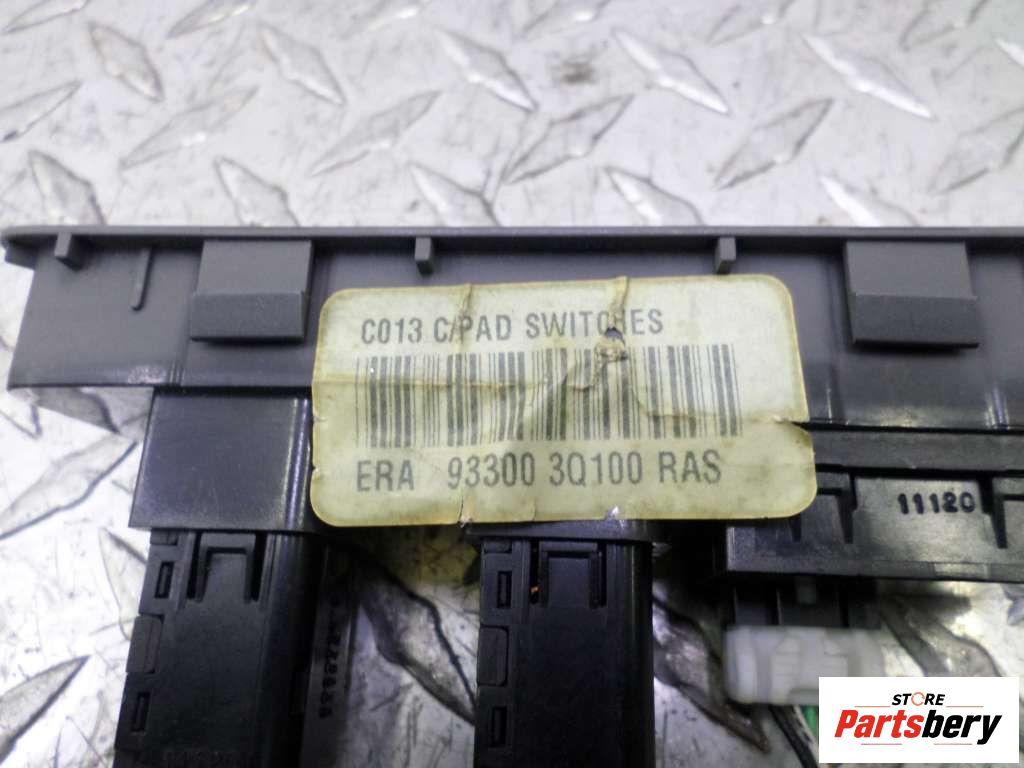 C013 C/PAD SWITCHES
ERA 93300 3Q100 RAS
11120
STORE
Partsbery